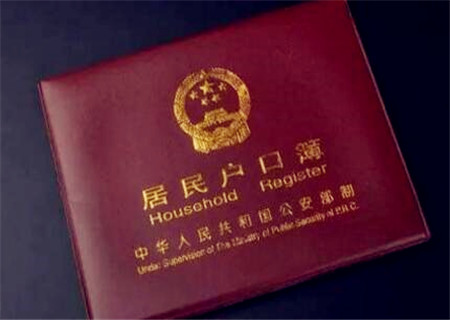 居民户口簿
Household Register
中华人民共和国公安部制
Under Supervision of The Ministry of Public Security of P.R.C.